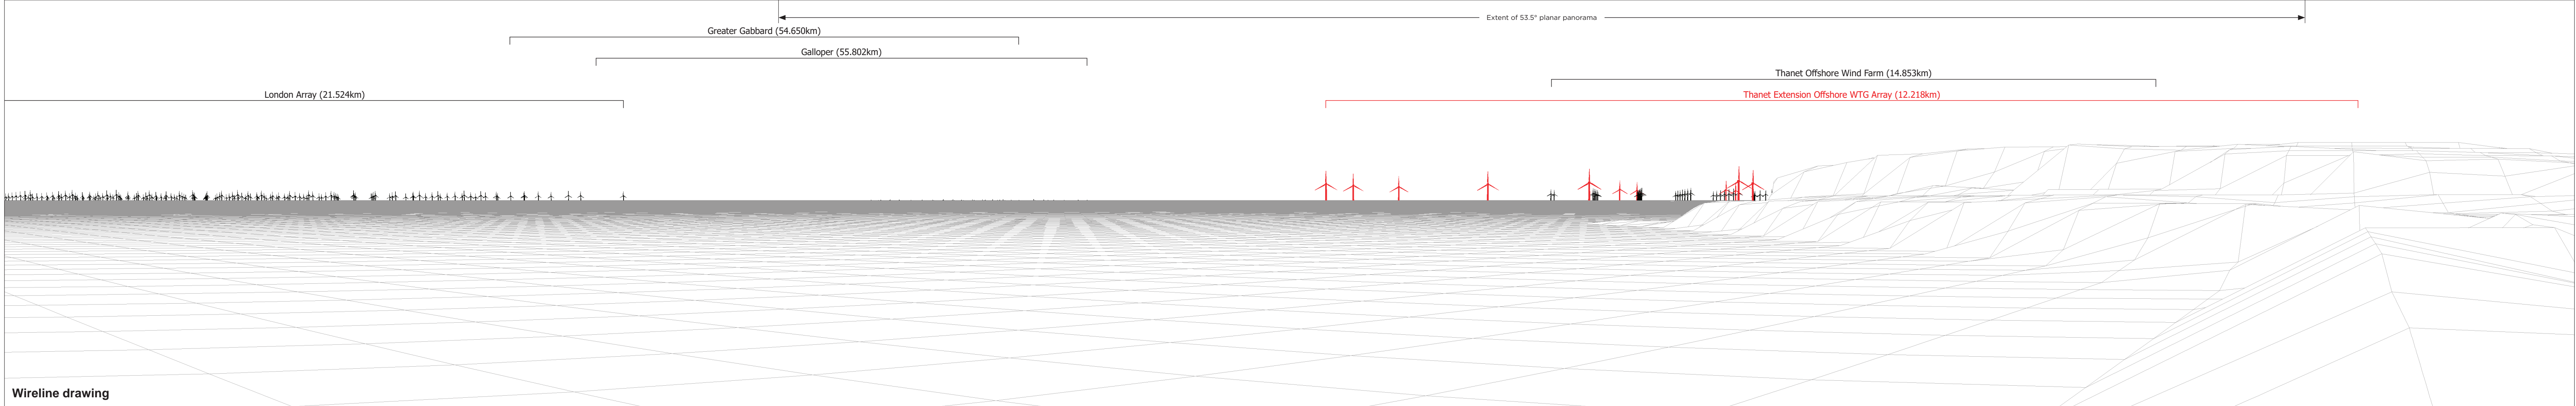 Extent of 53.5° planar panorama
Greater Gabbard (54.650km)
Galloper (55.802km)
Thanet Offshore Wind Farm (14.853km)
London Array (21.524km)
Thanet Extension Offshore WTG Array (12.218km)
Wireline drawing